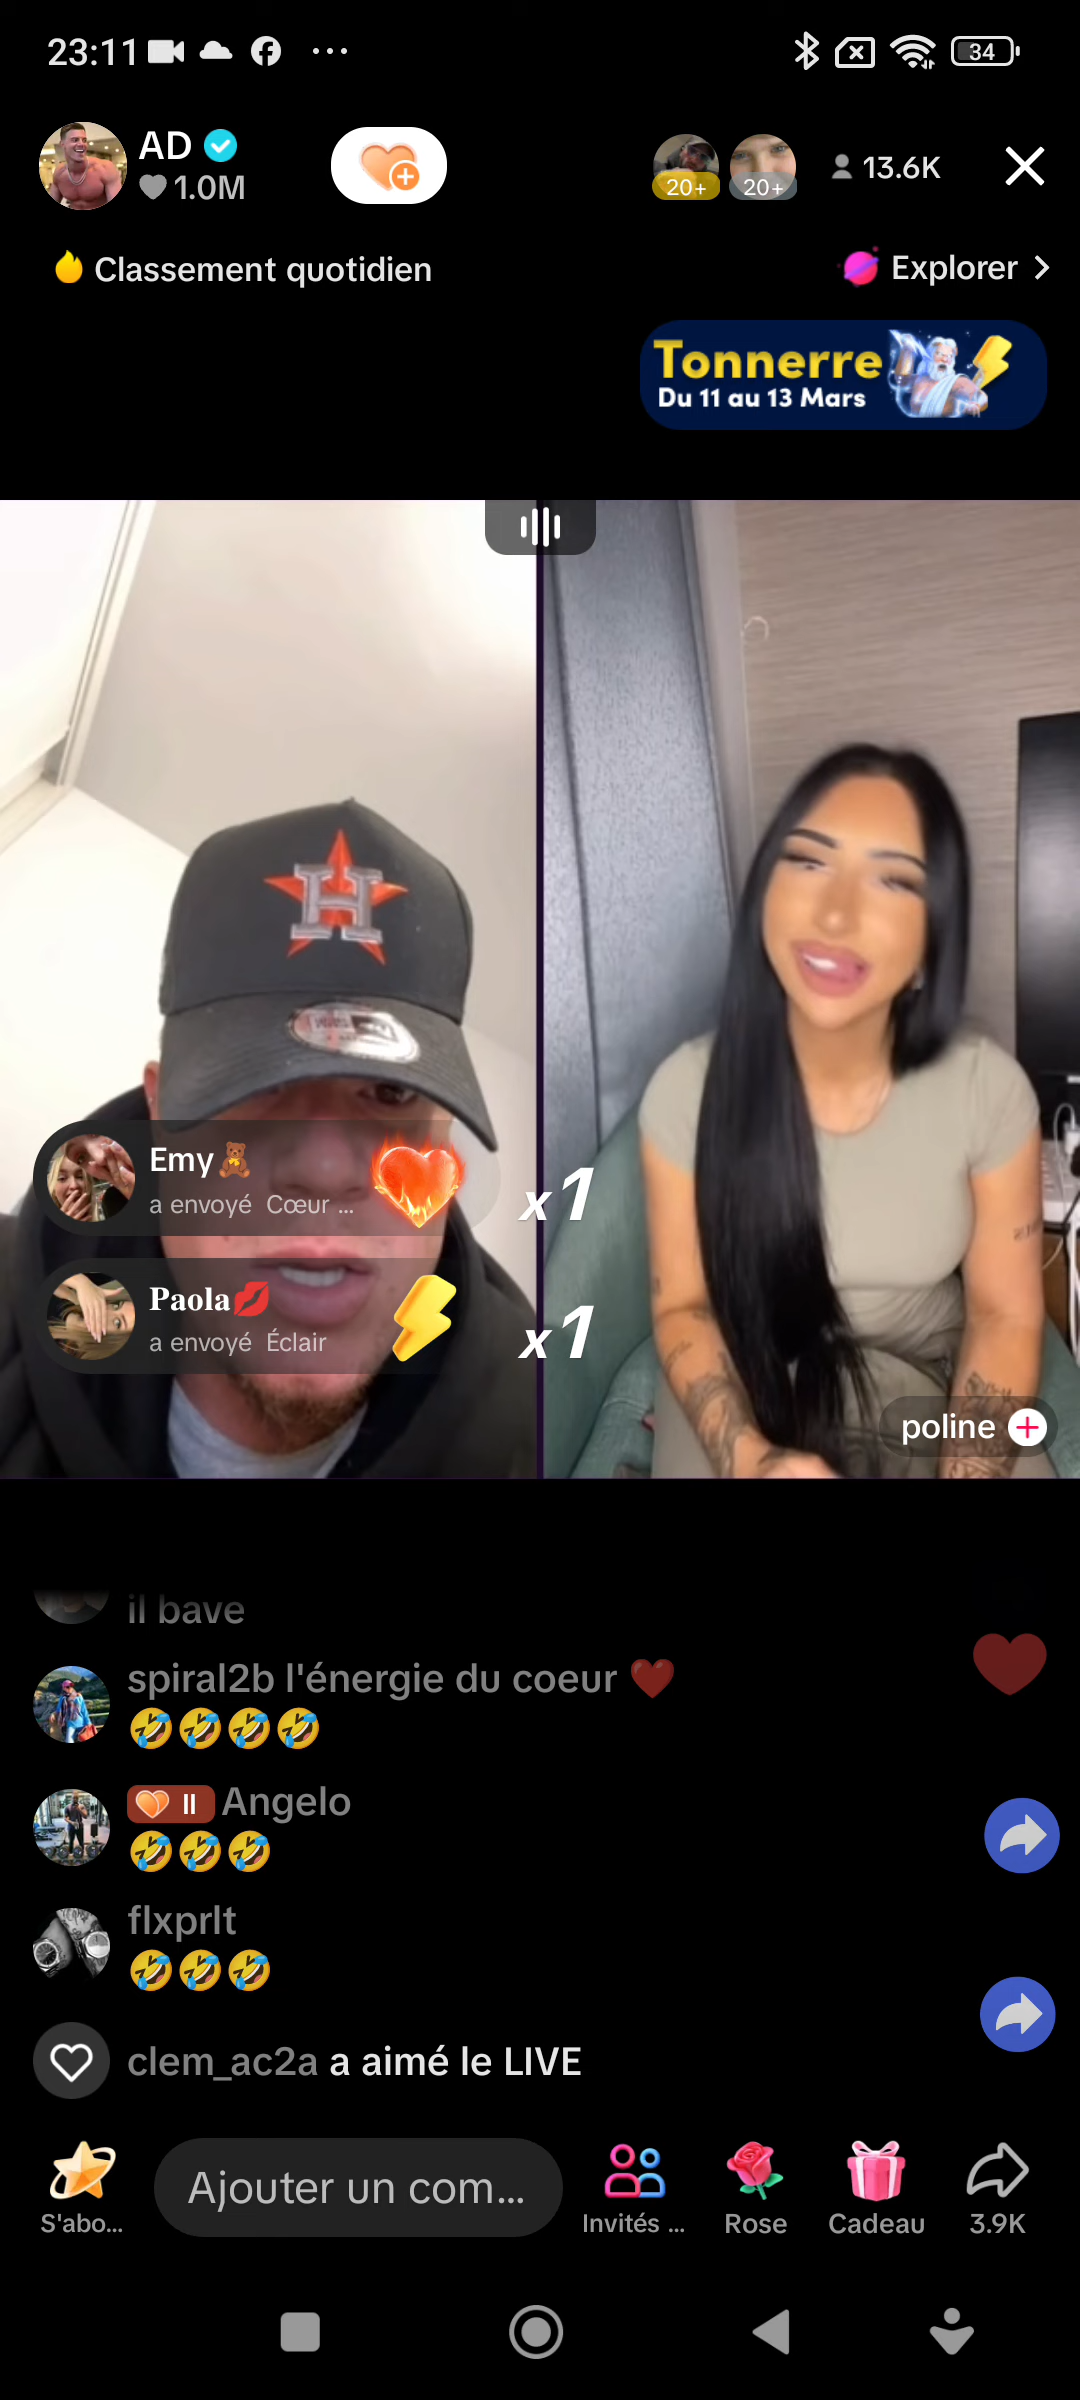 23:11
34
AD
1.0M
20+
20+
13.6K
Classement quotidien
Explorer
Tonnerre
Du 11 au 13 Mars
H
Emy
a envoyé Cœur ...
x1
Paola
a envoyé Éclair
x1
poline
il bave
spiral2b l'énergie du coeur
II Angelo
flxprlt
clem_ac2a a aimé le LIVE
S'abo...
Ajouter un com...
Invités ...
Rose
Cadeau
3.9K